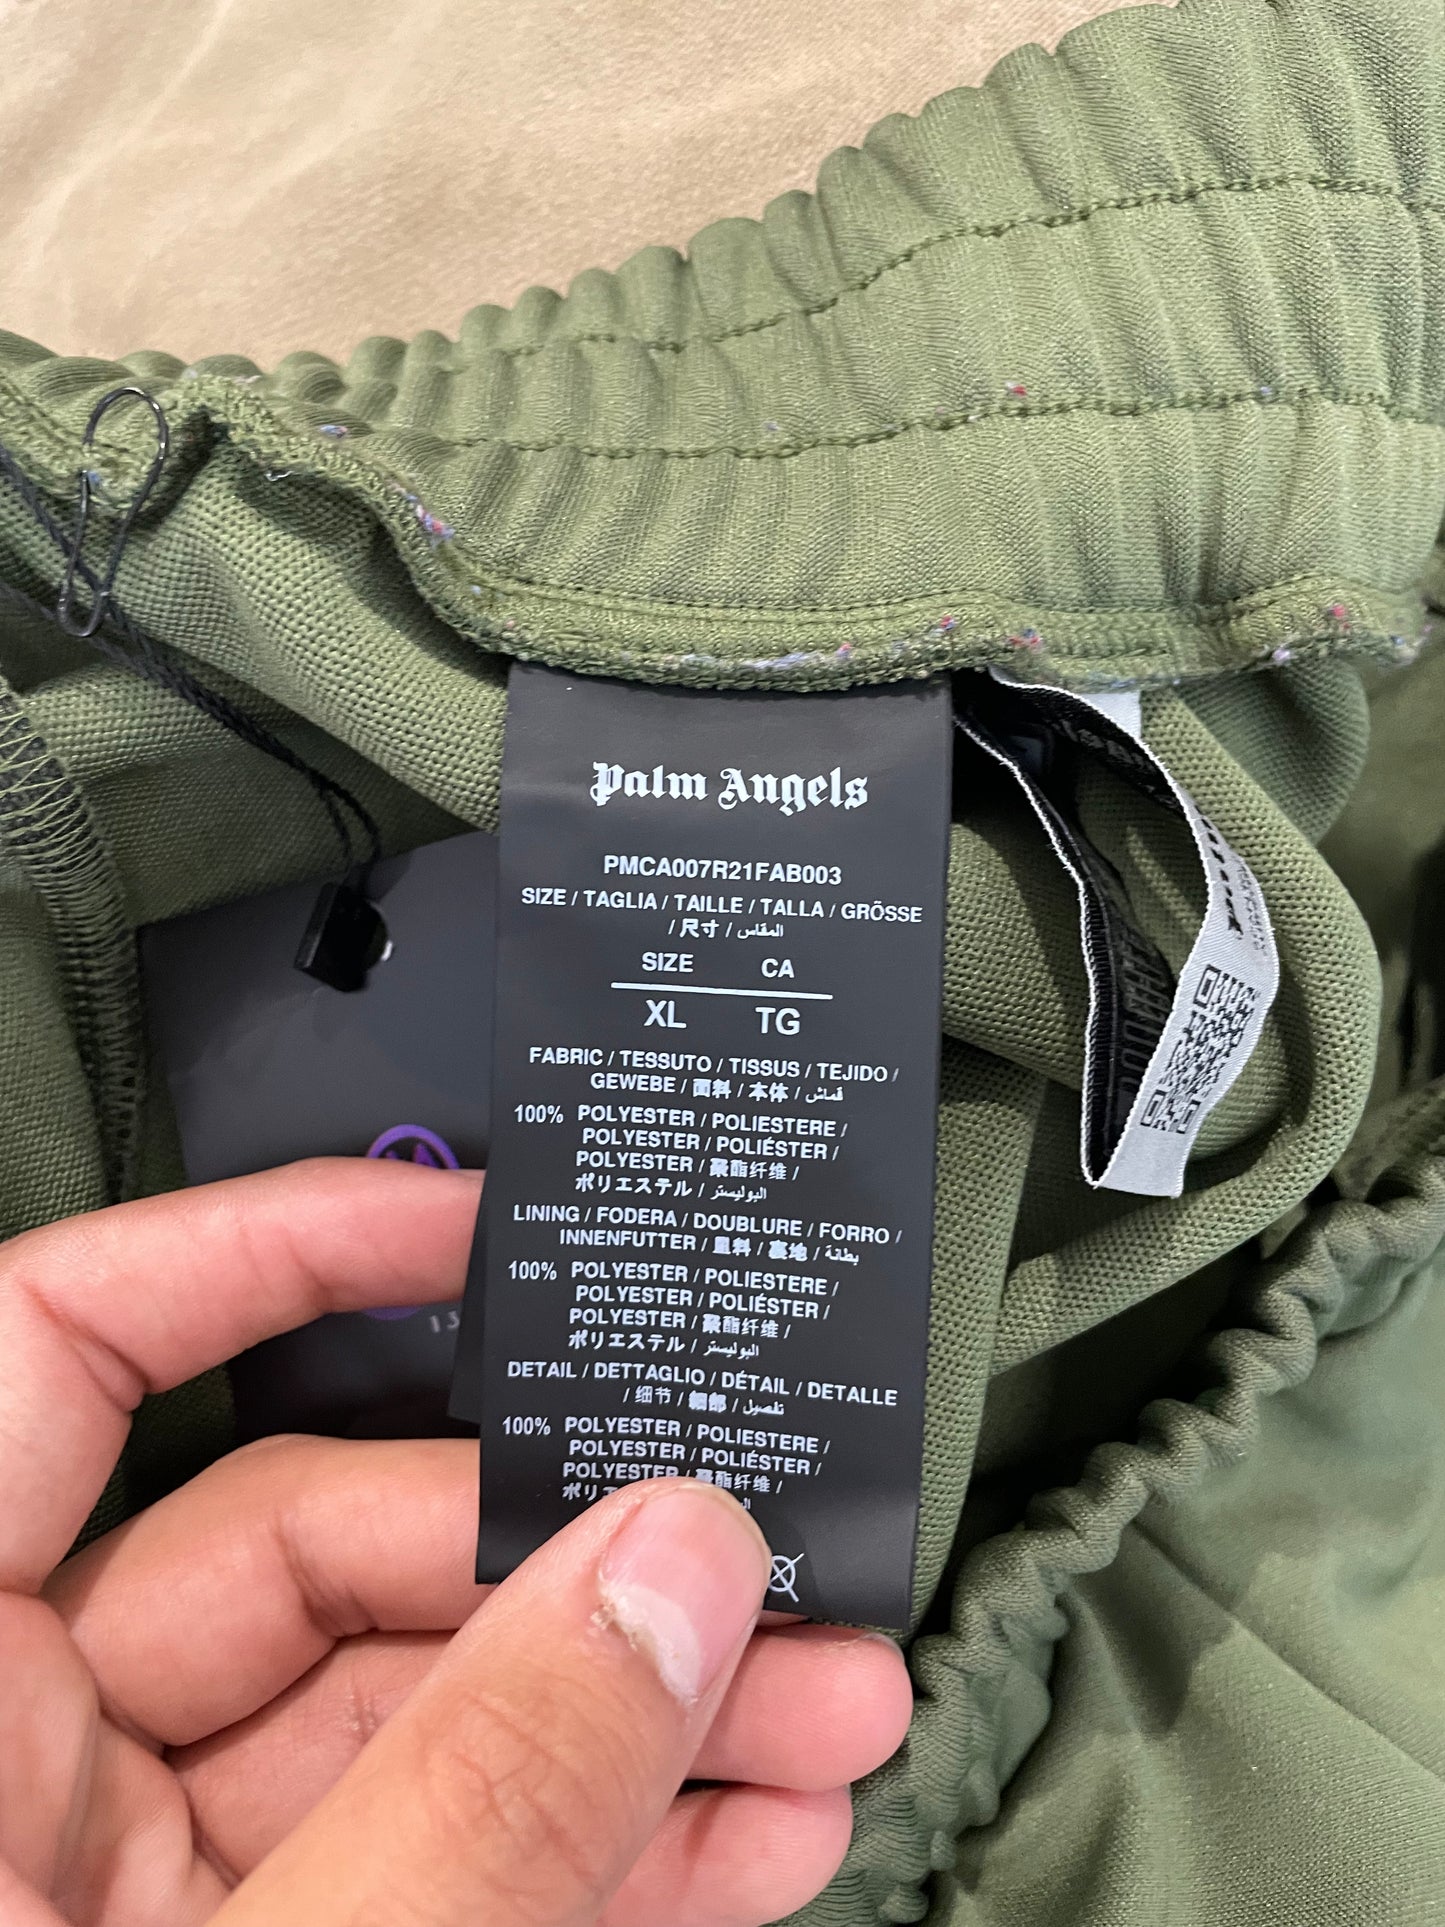 Palm Angels
PMCA007R21FAB003
SIZE / TAGLIA / TAILLE / TALLA / GRÖSSE
/ 尺寸 / المقاس
SIZE CA
XL TG
FABRIC / TESSUTO / TISSUS / TEJIDO /
GEWEBE / 面料 / 本体 / قماش
100% POLYESTER / POLIESTERE /
POLYESTER / POLIÉSTER /
POLYESTER / 聚酯纤维 /
ポリエステル / البوليستر
LINING / FODERA / DOUBLURE / FORRO /
INNENFUTTER / 里料 / 裏地 / بطانة
100% POLYESTER / POLIESTERE /
POLYESTER / POLIÉSTER /
POLYESTER / 聚酯纤维 /
ポリエステル / البوليستر
DETAIL / DETTAGLIO / DÉTAIL / DETALLE
/ 细节 / 細部 / تفصيل
100% POLYESTER / POLIESTERE /
POLYESTER / POLIÉSTER /
POLYESTER / 聚酯纤维 /
ポリ
13